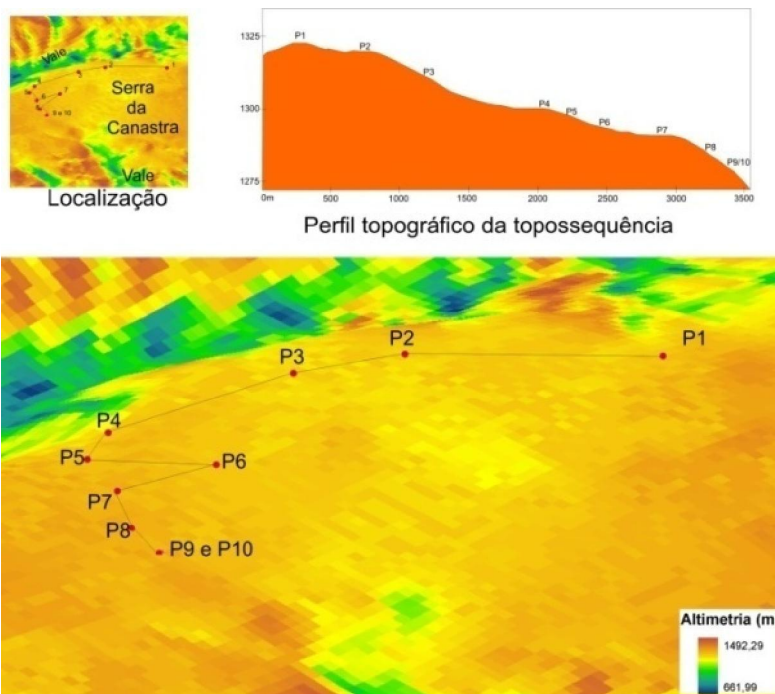 Vale
Serra
da
Canastra
Vale
Localização
1325
1300
1275
P1
P2
P3
P4
P5
P6
P7
P8
P9/10
0m
500
1000
1500
2000
2500
3000
3500
Perfil topográfico da topossequência
P1
P2
P3
P4
P5
P6
P7
P8
P9 e P10
Altimetria (m
1492,29
661,99